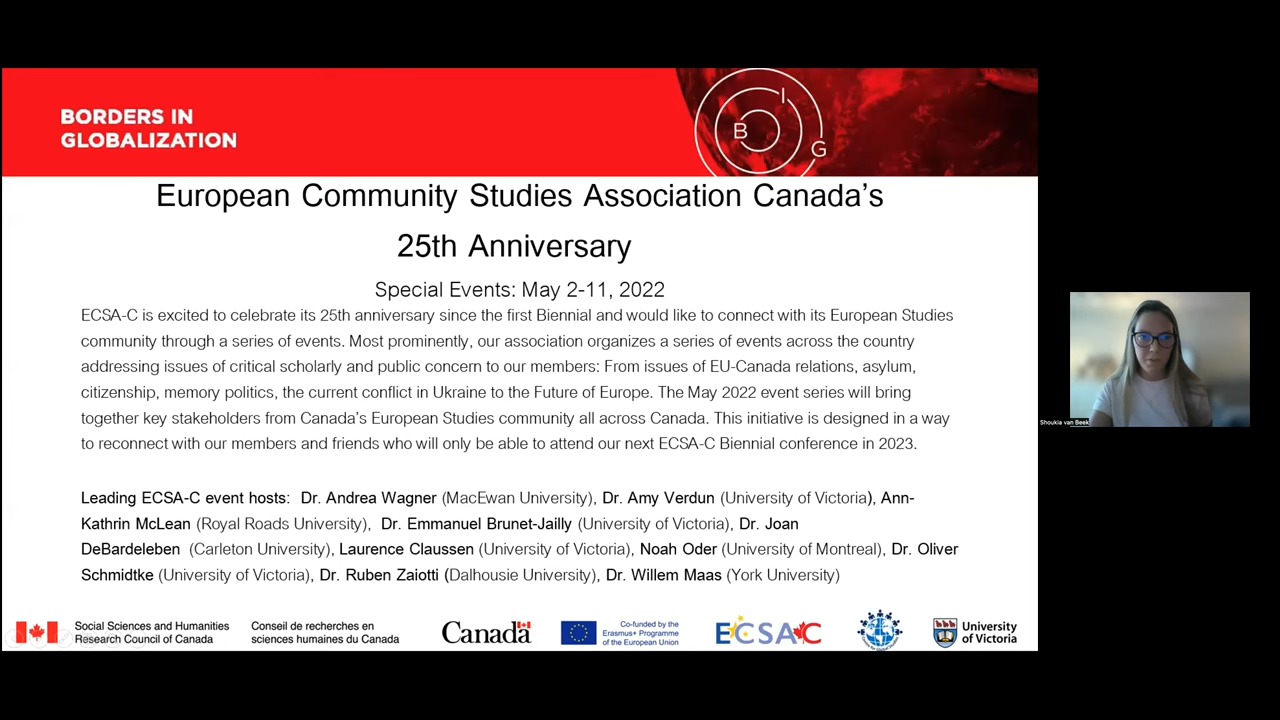 BORDERS IN
GLOBALIZATION
B I G
European Community Studies Association Canada’s
25th Anniversary
Special Events: May 2-11, 2022
ECSA-C is excited to celebrate its 25th anniversary since the first Biennial and would like to connect with its European Studies
community through a series of events. Most prominently, our association organizes a series of events across the country
addressing issues of critical scholarly and public concern to our members: From issues of EU-Canada relations, asylum,
citizenship, memory politics, the current conflict in Ukraine to the Future of Europe. The May 2022 event series will bring
together key stakeholders from Canada’s European Studies community all across Canada. This initiative is designed in a way
to reconnect with our members and friends who will only be able to attend our next ECSA-C Biennial conference in 2023.
Leading ECSA-C event hosts: Dr. Andrea Wagner (MacEwan University), Dr. Amy Verdun (University of Victoria), Ann-
Kathrin McLean (Royal Roads University), Dr. Emmanuel Brunet-Jailly (University of Victoria), Dr. Joan
DeBardeleben (Carleton University), Laurence Claussen (University of Victoria), Noah Oder (University of Montreal), Dr. Oliver
Schmidtke (University of Victoria), Dr. Ruben Zaiotti (Dalhousie University), Dr. Willem Maas (York University)
Social Sciences and Humanities
Research Council of Canada
Conseil de recherches en
sciences humaines du Canada
Canada
Co-funded by the
Erasmus+ Programme
of the European Union
ECSAC
University
of Victoria
Shoukia van Beek